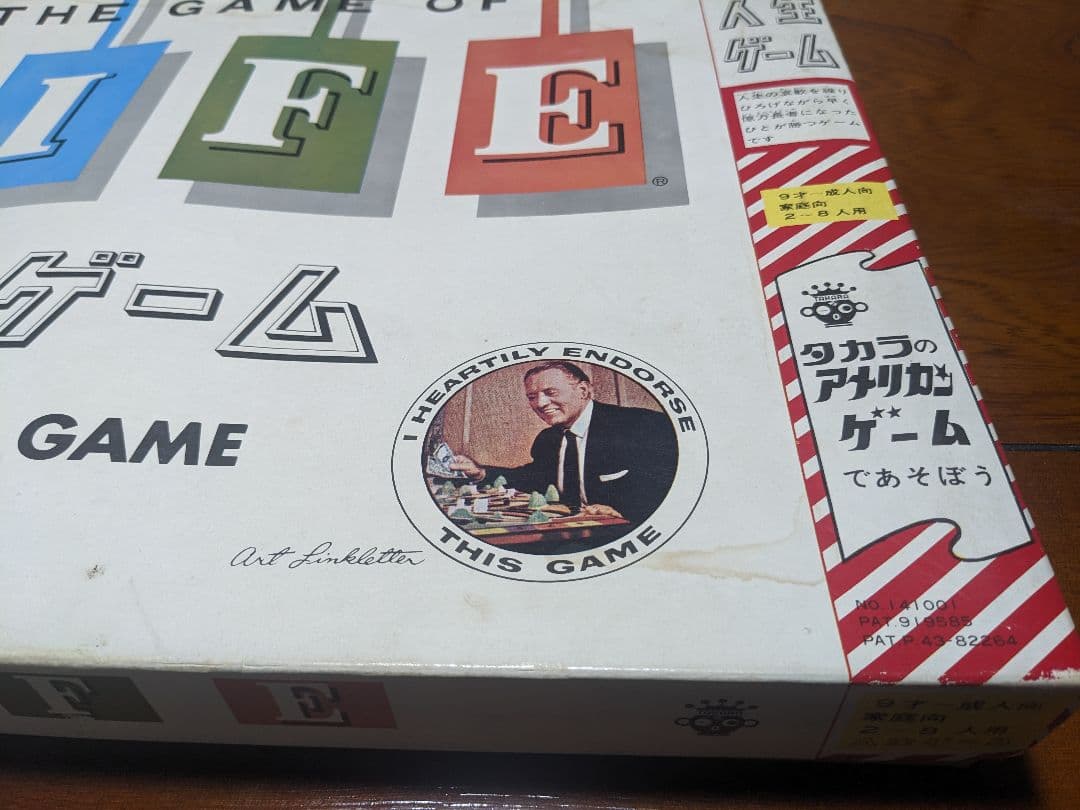 THE GAME OF
IFE
®
ゲーム
GAME
I HEARTILY ENDORSE
THIS GAME
Art Linkletter
人生
ゲーム
人生の哀歓を繰り
ひろげながら早く
億万長者になった
ひとが勝つゲーム
です
9才-成人向
家庭向
2-8人用
TAKARA
タカラの
アメリカン
ゲーム
であそぼう
NO.141001
PAT.919585
PAT.P.43-82264
F E
TAKARA
9才-成人向
家庭向
2-8人用